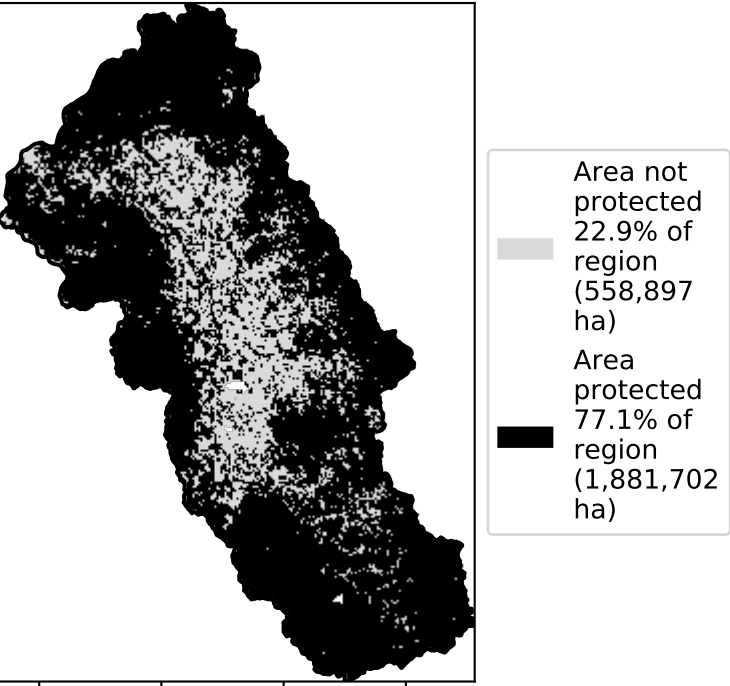 Area not
protected
22.9% of
region
(558,897
ha)
Area
protected
77.1% of
region
(1,881,702
ha)